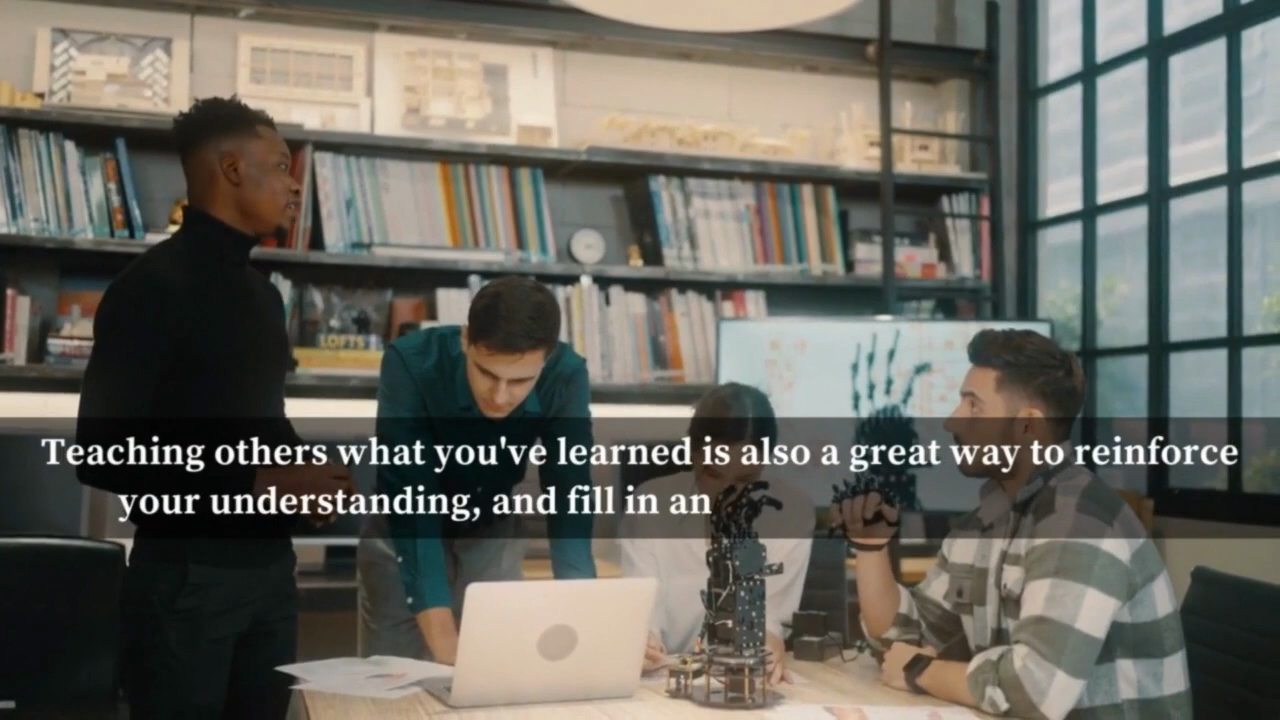 LOFTS
Teaching others what you've learned is also a great way to reinforce
your understanding, and fill in an